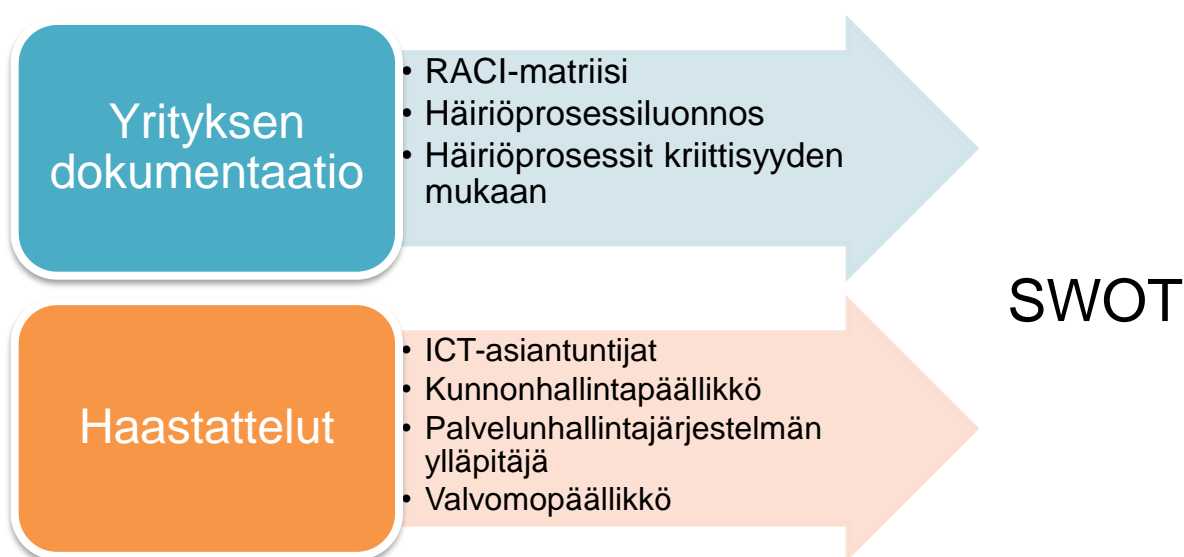 Yrityksen
dokumentaatio
• RACI-matriisi
• Häiriöprosessiluonnos
• Häiriöprosessit kriittisyyden
mukaan
SWOT
Haastattelut
• ICT-asiantuntijat
• Kunnonhallintapäällikkö
• Palvelunhallintajärjestelmän
ylläpitäjä
• Valvomopäällikkö